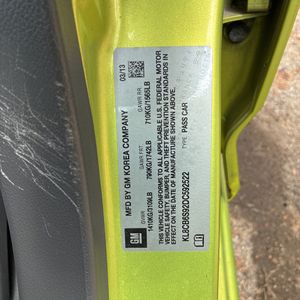 MFD BY GM KOREA COMPANY
03/13
GVWR
1410KG/3109LB
GAWR FRT
790KG/1742LB
GAWR RR
710KG/1565LB
THIS VEHICLE CONFORMS TO ALL APPLICABLE U.S. FEDERAL MOTOR
VEHICLE SAFETY, BUMPER, AND THEFT PREVENTION STANDARDS IN
EFFECT ON THE DATE OF MANUFACTURE SHOWN ABOVE.
KL8CB6S92DC592522
TYPE: PASS CAR
GM